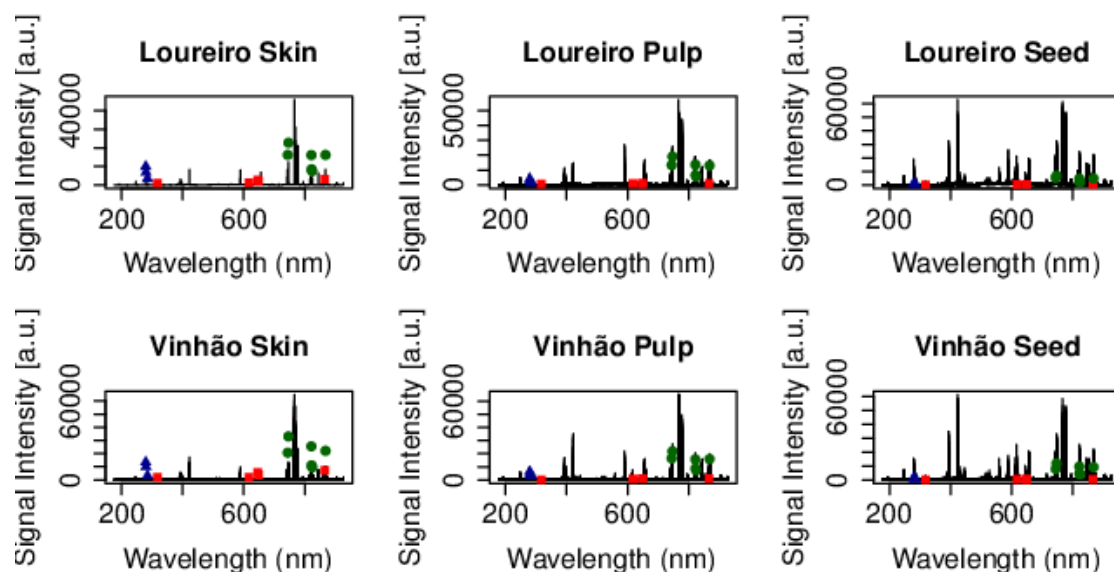 Loureiro Skin
Signal Intensity [a.u.]
40000
0
200
600
Wavelength (nm)
Loureiro Pulp
Signal Intensity [a.u.]
50000
0
200
600
Wavelength (nm)
Loureiro Seed
Signal Intensity [a.u.]
60000
0
200
600
Wavelength (nm)
Vinhão Skin
Signal Intensity [a.u.]
60000
0
200
600
Wavelength (nm)
Vinhão Pulp
Signal Intensity [a.u.]
60000
0
200
600
Wavelength (nm)
Vinhão Seed
Signal Intensity [a.u.]
60000
0
200
600
Wavelength (nm)